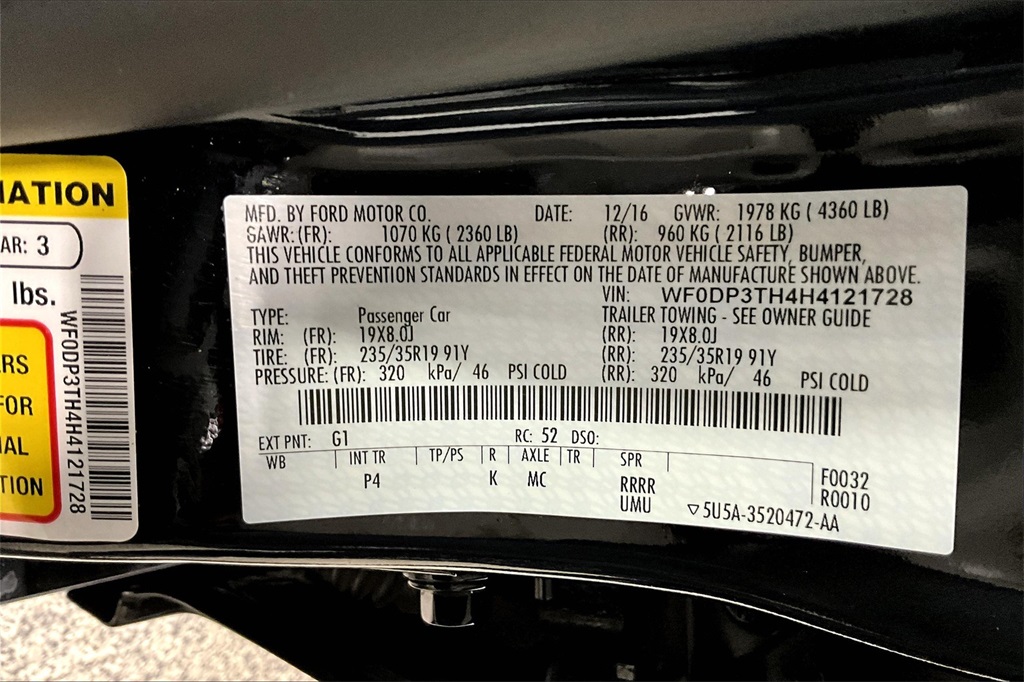 MATION
AR: 3
lbs.
RS
FOR
IAL
TION
WF0DP3TH4H4121728
MFD. BY FORD MOTOR CO. DATE: 12/16 GVWR: 1978 KG ( 4360 LB)
GAWR: (FR): 1070 KG ( 2360 LB) (RR): 960 KG ( 2116 LB)
THIS VEHICLE CONFORMS TO ALL APPLICABLE FEDERAL MOTOR VEHICLE SAFETY, BUMPER,
AND THEFT PREVENTION STANDARDS IN EFFECT ON THE DATE OF MANUFACTURE SHOWN ABOVE.
VIN: WF0DP3TH4H4121728
TYPE: Passenger Car TRAILER TOWING - SEE OWNER GUIDE
RIM: (FR): 19X8.0J (RR): 19X8.0J
TIRE: (FR): 235/35R19 91Y (RR): 235/35R19 91Y
PRESSURE: (FR): 320 kPa/ 46 PSI COLD (RR): 320 kPa/ 46 PSI COLD
EXT PNT: G1 RC: 52 DSO:
WB INT TR TP/PS R AXLE TR SPR
P4 K MC RRRR F0032
UMU R0010
5U5A-3520472-AA